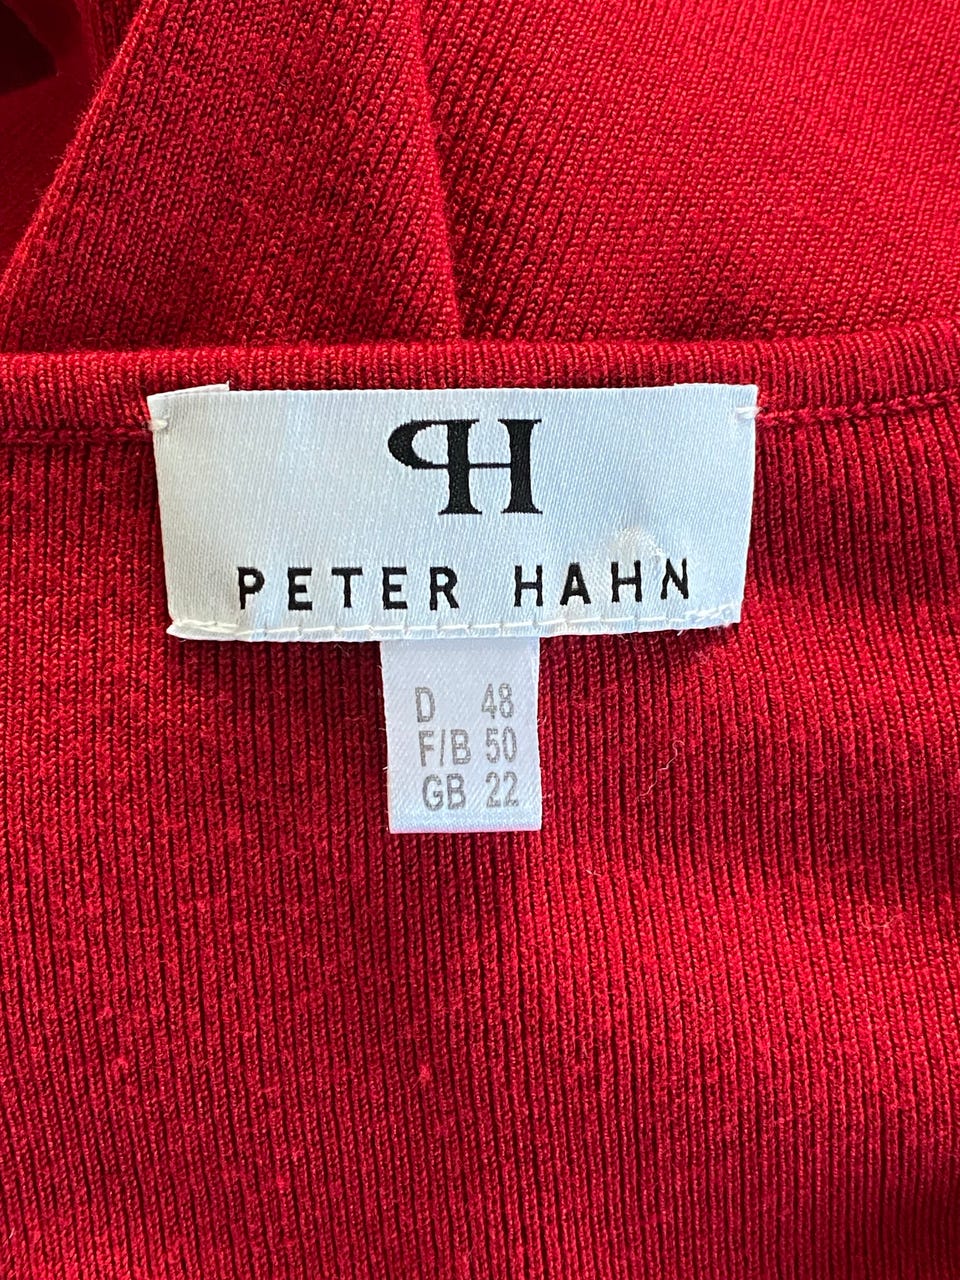 PH
PETER HAHN
D 48
F/B 50
GB 22